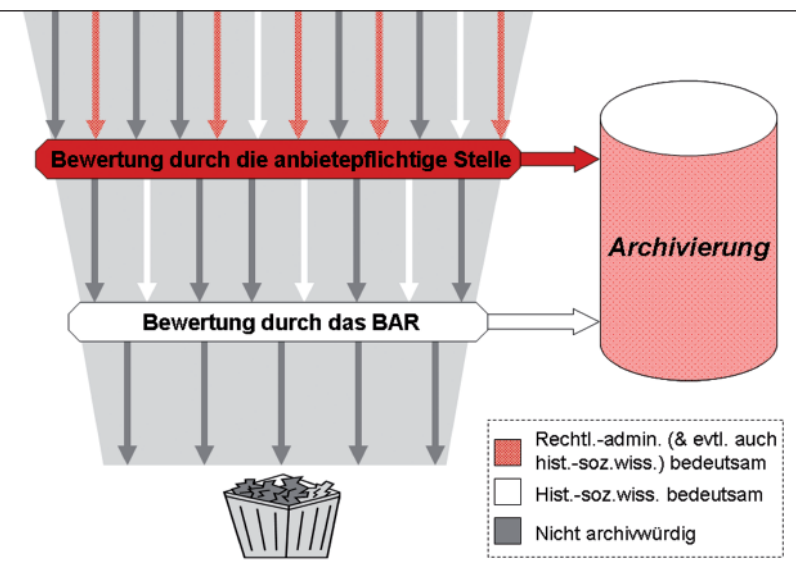 Bewertung durch die anbietepflichtige Stelle
Archivierung
Bewertung durch das BAR
Rechtl.-admin. (& evtl. auch
hist.-soz.wiss.) bedeutsam
Hist.-soz.wiss. bedeutsam
Nicht archivwürdig